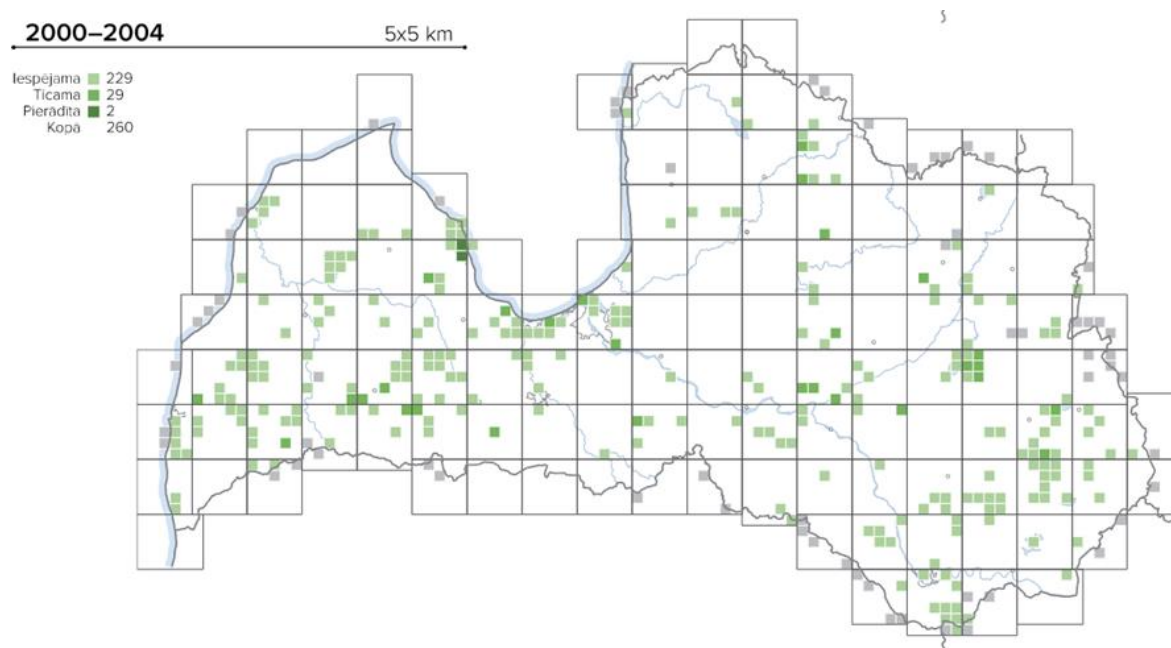 2000–2004 5x5 km
Iespējama 229
Ticama 29
Pierādīta 2
Kopā 260